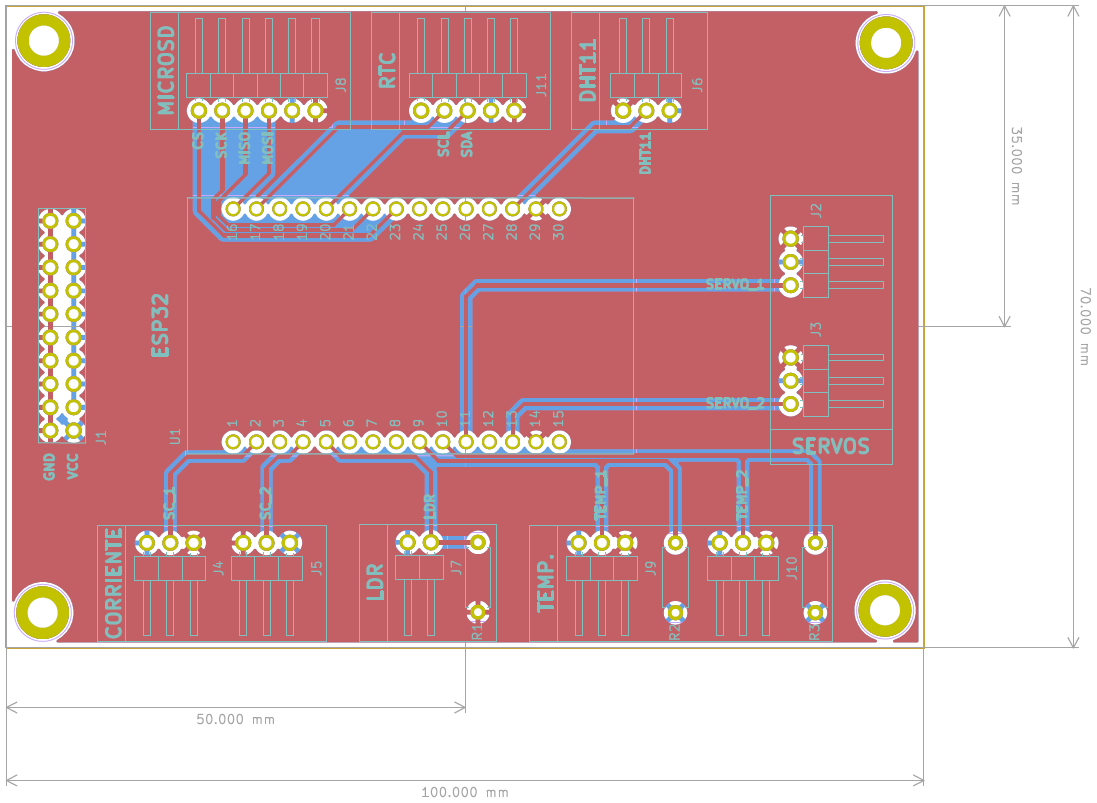 MICROSD
J8
RTC
J11
DHT11
J6
CS
SCK
MISO
MOSI
SCL
SDA
DHT11
35.000 mm
16 17 18 19 20 21 22 23 24 25 26 27 28 29 30
J2
SERVO_1
70.000 mm
ESP32
J3
SERVO_2
1 2 3 4 5 6 7 8 9 10 11 12 13 14 15
U1
J1
SERVOS
GND
VCC
SC_1
SC_2
LDR
TEMP_1
TEMP_2
CORRIENTE
J4
J5
LDR
J7
R1
TEMP.
J9
R2
J10
R3
50.000 mm
100.000 mm